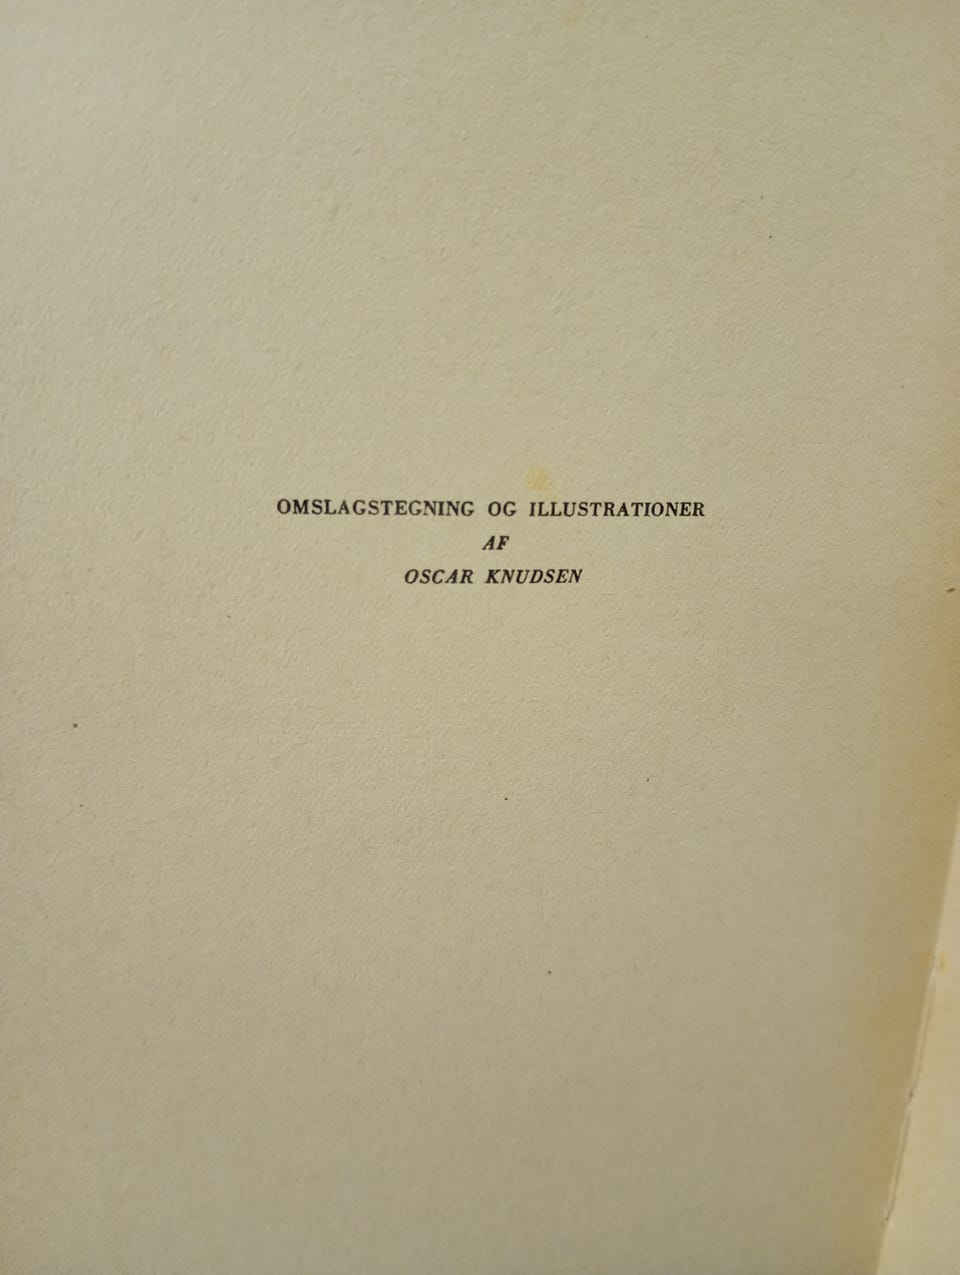 OMSLAGSTEGNING OG ILLUSTRATIONER
AF
OSCAR KNUDSEN